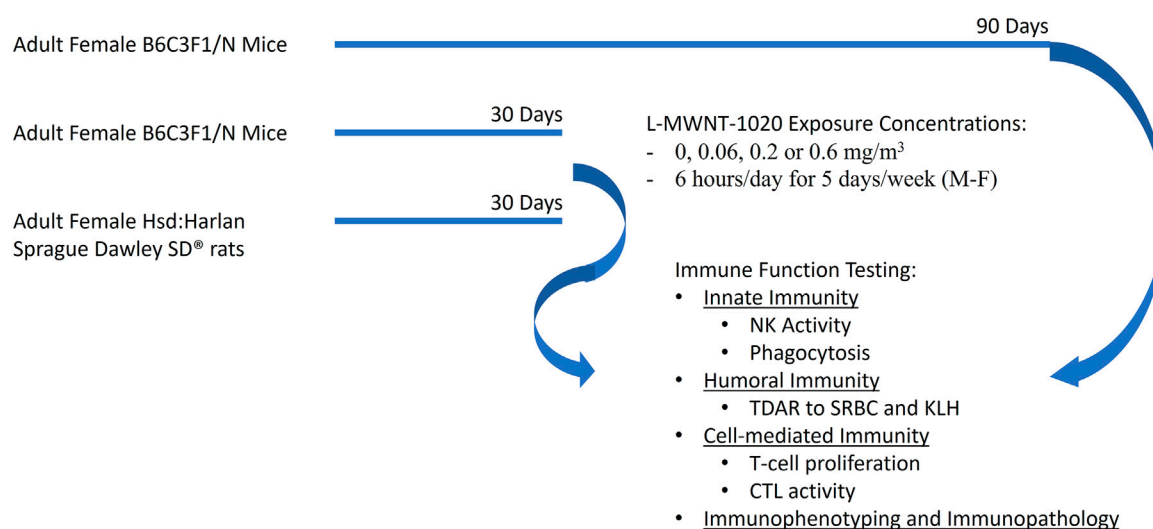 90 Days
Adult Female B6C3F1/N Mice
30 Days
Adult Female B6C3F1/N Mice
L-MWNT-1020 Exposure Concentrations:
- 0, 0.06, 0.2 or 0.6 mg/m³
- 6 hours/day for 5 days/week (M-F)
30 Days
Adult Female Hsd:Harlan
Sprague Dawley SD® rats
Immune Function Testing:
• Innate Immunity
• NK Activity
• Phagocytosis
• Humoral Immunity
• TDAR to SRBC and KLH
• Cell-mediated Immunity
• T-cell proliferation
• CTL activity
• Immunophenotyping and Immunopathology